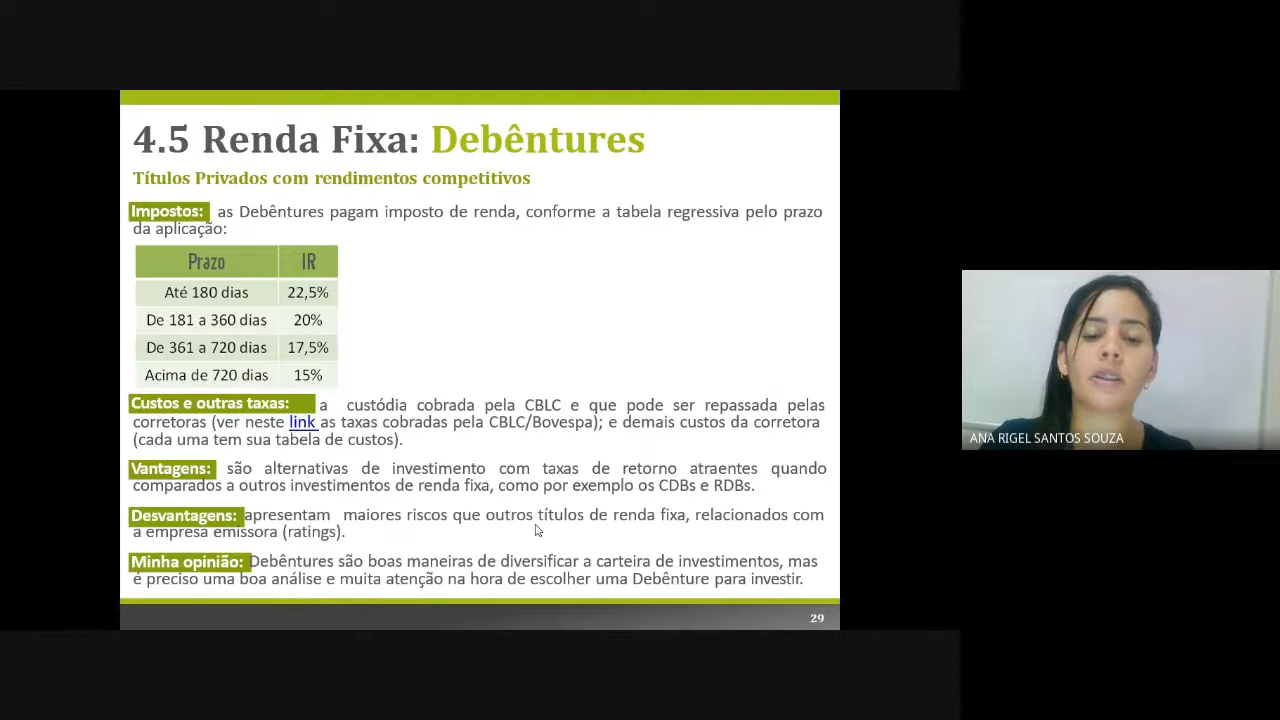 4.5 Renda Fixa: Debêntures
Títulos Privados com rendimentos competitivos
Impostos: as Debêntures pagam imposto de renda, conforme a tabela regressiva pelo prazo
da aplicação:
Prazo IR
Até 180 dias 22,5%
De 181 a 360 dias 20%
De 361 a 720 dias 17,5%
Acima de 720 dias 15%
Custos e outras taxas: a custódia cobrada pela CBLC e que pode ser repassada pelas
corretoras (ver neste link as taxas cobradas pela CBLC/Bovespa); e demais custos da corretora
(cada uma tem sua tabela de custos).
Vantagens: são alternativas de investimento com taxas de retorno atraentes quando
comparados a outros investimentos de renda fixa, como por exemplo os CDBs e RDBs.
Desvantagens: apresentam maiores riscos que outros títulos de renda fixa, relacionados com
a empresa emissora (ratings).
Minha opinião: Debêntures são boas maneiras de diversificar a carteira de investimentos, mas
é preciso uma boa análise e muita atenção na hora de escolher uma Debênture para investir.
29
ANA RIGEL SANTOS SOUZA